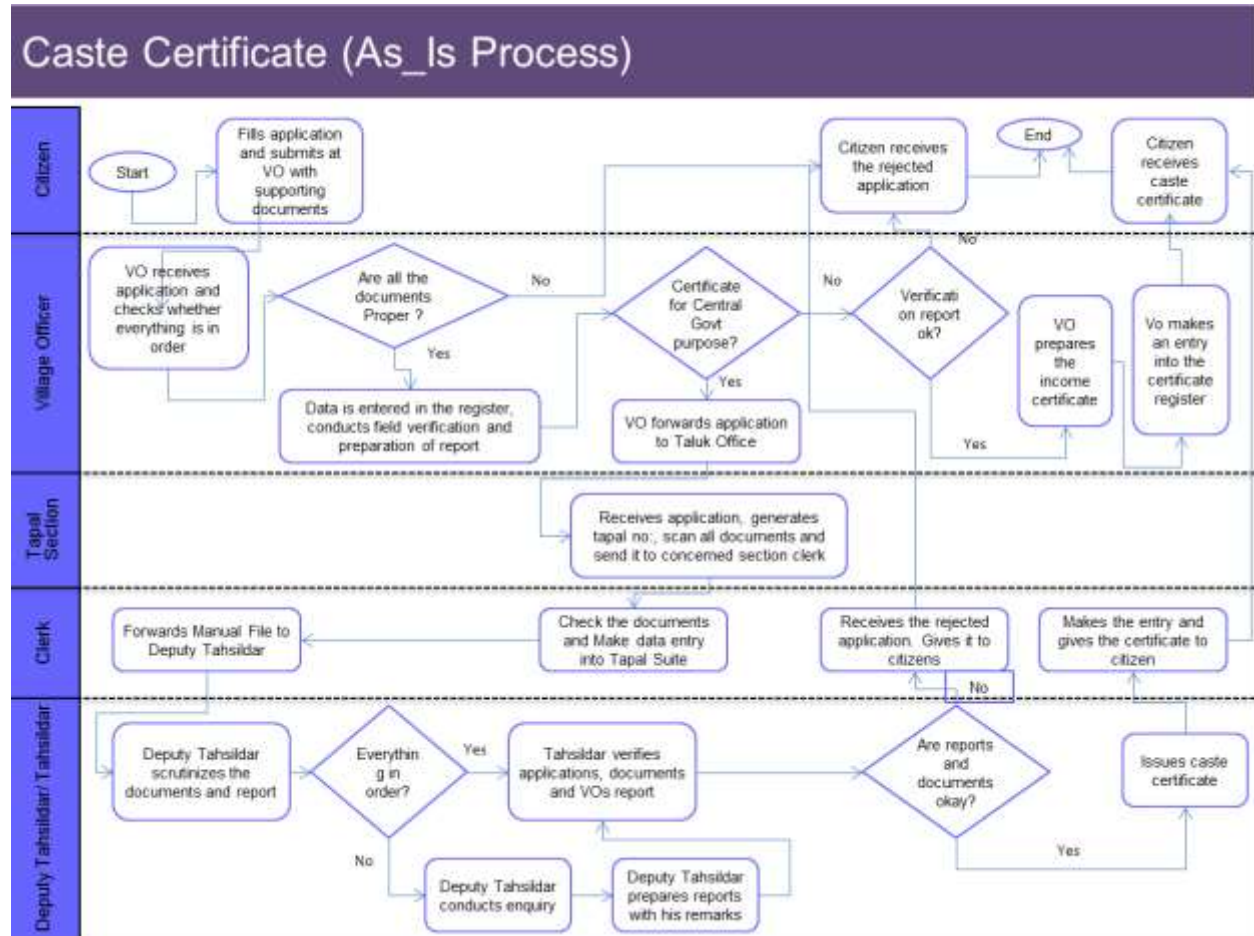 Caste Certificate (As_Is Process)
Citizen
Start
Fills application
and submits at
VO with
supporting
documents
Citizen receives
the rejected
application
End
Citizen
receives
caste
certificate
Village Officer
VO receives
application and
checks whether
everything is in
order
Are all the
documents
Proper ?
No
Yes
Data is entered in the register,
conducts field verification and
preparation of report
Certificate
for Central
Govt
purpose?
No
Yes
VO forwards application
to Taluk Office
Verificati
on report
ok?
No
Yes
VO
prepares
the
income
certificate
Vo makes
an entry
into the
certificate
register
Tapal
Section
Receives application, generates
tapal no:, scan all documents and
send it to concerned section clerk
Clerk
Forwards Manual File to
Deputy Tahsildar
Check the documents
and Make data entry
into Tapal Suite
Receives the rejected
application. Gives it to
citizens
Makes the entry and
gives the certificate to
citizen
No
Deputy Tahsildar/ Tahsildar
Deputy Tahsildar
scrutinizes the
documents and report
Everythin
g in
order?
Yes
No
Tahsildar verifies
applications, documents
and VOs report
Are reports
and
documents
okay?
Yes
Issues caste
certificate
Deputy Tahsildar
conducts enquiry
Deputy Tahsildar
prepares reports
with his remarks